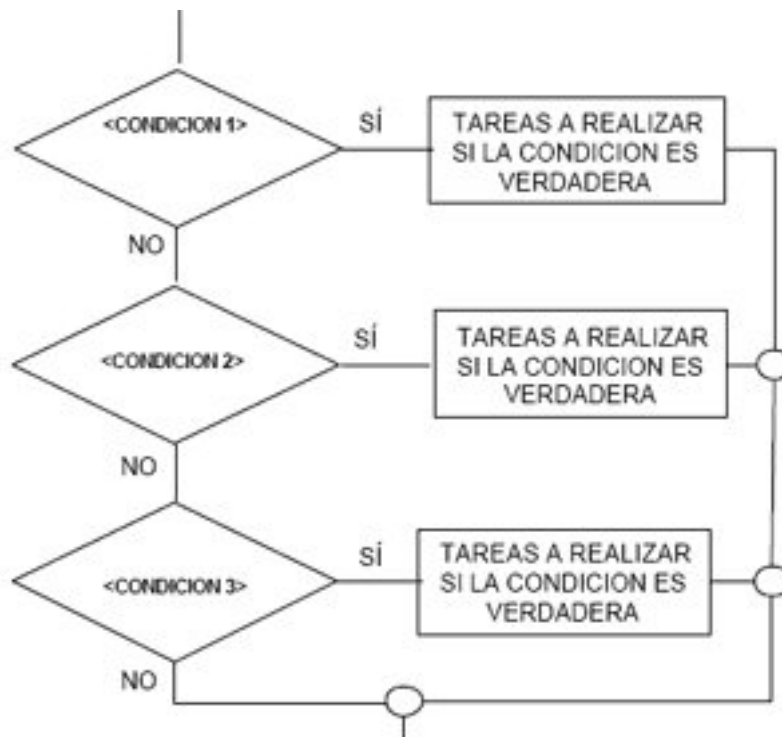 <CONDICION 1>
SÍ
TAREAS A REALIZAR
SI LA CONDICION ES
VERDADERA
NO
<CONDICION 2>
SÍ
TAREAS A REALIZAR
SI LA CONDICION ES
VERDADERA
NO
<CONDICION 3>
SÍ
TAREAS A REALIZAR
SI LA CONDICION ES
VERDADERA
NO